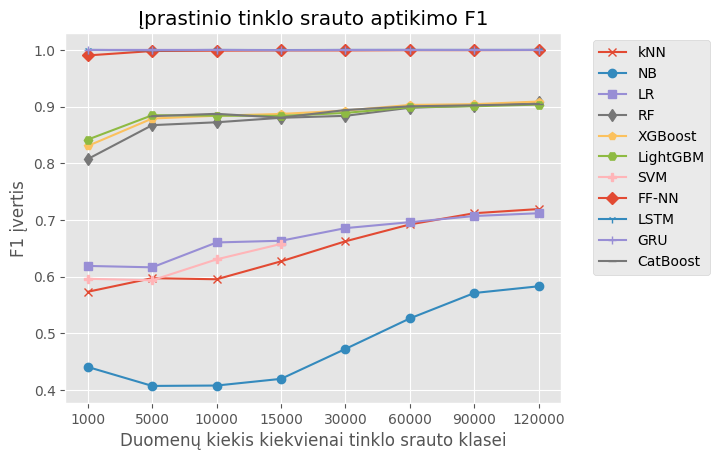 Įprastinio tinklo srauto aptikimo F1
1.0
0.9
0.8
0.7
0.6
0.5
0.4
F1 įvertis
1000 5000 10000 15000 30000 60000 90000 120000
Duomenų kiekis kiekvienai tinklo srauto klasei
kNN
NB
LR
RF
XGBoost
LightGBM
SVM
FF-NN
LSTM
GRU
CatBoost